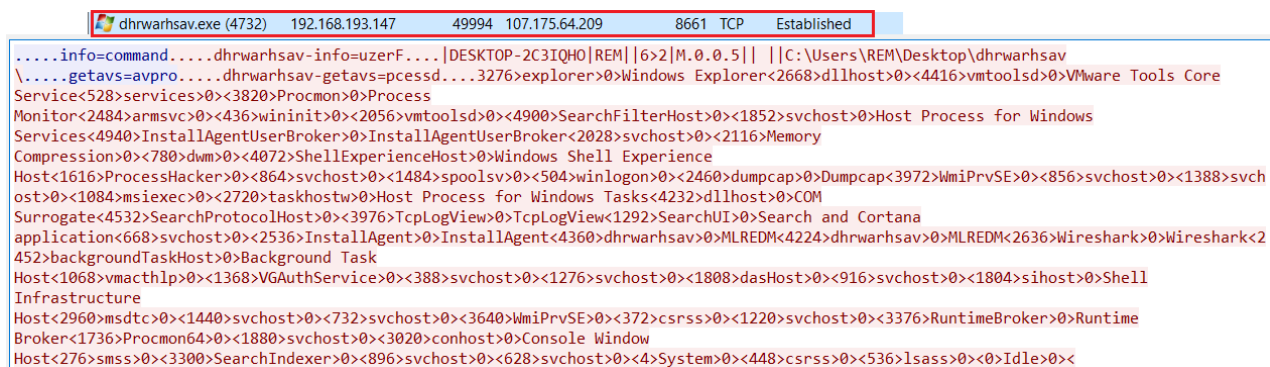 dhrwarhsav.exe (4732) 192.168.193.147 49994 107.175.64.209 8661 TCP Established
.....info=command.....dhrwarhsav-info=uzerF....|DESKTOP-2C3IQHO|REM||6>2|M.0.0.5|| ||C:\Users\REM\Desktop\dhrwarhsav
\.....getavs=avpro.....dhrwarhsav-getavs=pcessd....3276>explorer>0>Windows Explorer<2668>dllhost>0><4416>vmtoolsd>0>VMware Tools Core
Service<528>services>0><3820>Procmon>0>Process
Monitor<2484>armsvc>0><436>wininit>0><2056>vmtoolsd>0><4900>SearchFilterHost>0><1852>svchost>0>Host Process for Windows
Services<4940>InstallAgentUserBroker>0>InstallAgentUserBroker<2028>svchost>0><2116>Memory
Compression>0><780>dwm>0><4072>ShellExperienceHost>0>Windows Shell Experience
Host<1616>ProcessHacker>0><864>svchost>0><1484>spoolsv>0><504>winlogon>0><2460>dumpcap>0>Dumpcap<3972>WmiPrvSE>0><856>svchost>0><1388>svch
ost>0><1084>msiexec>0><2720>taskhostw>0>Host Process for Windows Tasks<4232>dllhost>0>COM
Surrogate<4532>SearchProtocolHost>0><3976>TcpLogView>0>TcpLogView<1292>SearchUI>0>Search and Cortana
application<668>svchost>0><2536>InstallAgent>0>InstallAgent<4360>dhrwarhsav>0>MLREDM<4224>dhrwarhsav>0>MLREDM<2636>Wireshark>0>Wireshark<2
452>backgroundTaskHost>0>Background Task
Host<1068>vmacthlp>0><1368>VGAuthService>0><388>svchost>0><1276>svchost>0><1808>dasHost>0><916>svchost>0><1804>sihost>0>Shell
Infrastructure
Host<2960>msdtc>0><1440>svchost>0><732>svchost>0><3640>WmiPrvSE>0><372>csrss>0><1220>svchost>0><3376>RuntimeBroker>0>Runtime
Broker<1736>Procmon64>0><1880>svchost>0><3020>conhost>0>Console Window
Host<276>smss>0><3300>SearchIndexer>0><896>svchost>0><628>svchost>0><4>System>0><448>csrss>0><536>lsass>0><0>Idle>0><